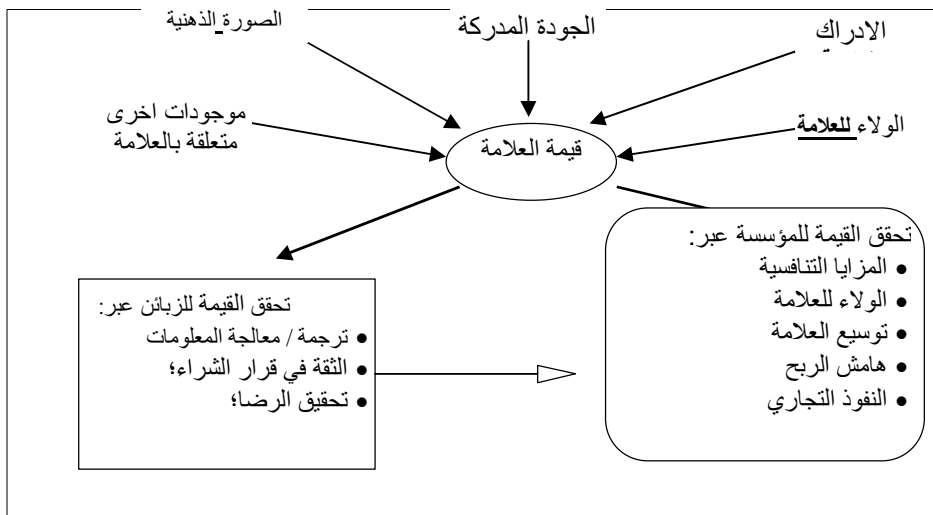 الادراك
الجودة المدركة
الصورة الذهنية
الولاء للعلامة
قيمة العلامة
موجودات اخرى
متعلقة بالعلامة
تحقق القيمة للمؤسسة عبر:
• المزايا التنافسية
• الولاء للعلامة
• توسيع العلامة
• هامش الربح
• النفوذ التجاري
تحقق القيمة للزبائن عبر:
• ترجمة / معالجة المعلومات
• الثقة في قرار الشراء؛
• تحقيق الرضا؛